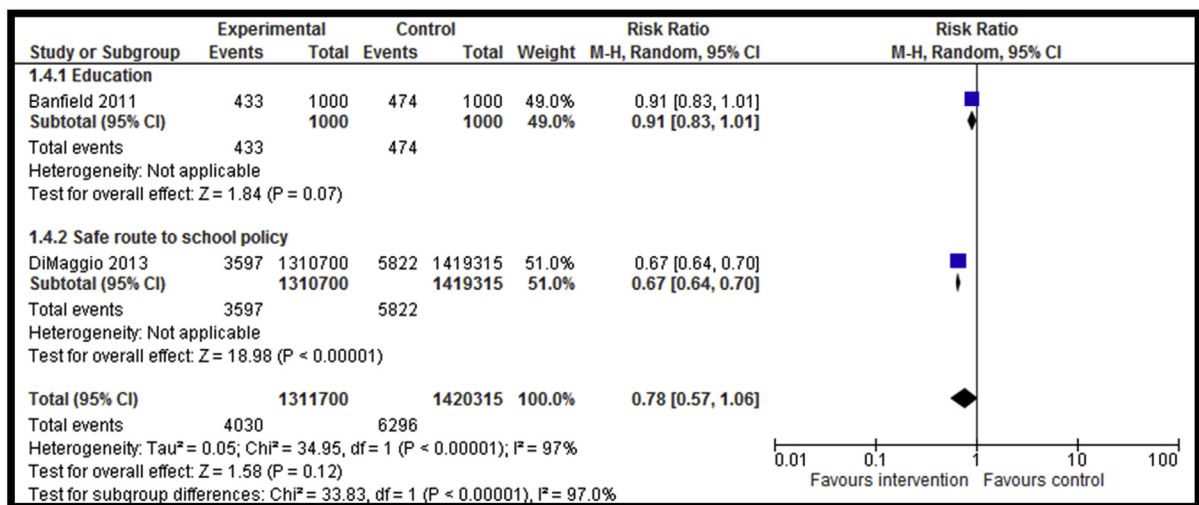 Experimental Control Risk Ratio Risk Ratio
Study or Subgroup Events Total Events Total Weight M-H, Random, 95% CI M-H, Random, 95% CI
1.4.1 Education
Banfield 2011 433 1000 474 1000 49.0% 0.91 [0.83, 1.01]
Subtotal (95% CI) 1000 1000 49.0% 0.91 [0.83, 1.01]
Total events 433 474
Heterogeneity: Not applicable
Test for overall effect: Z = 1.84 (P = 0.07)
1.4.2 Safe route to school policy
DiMaggio 2013 3597 1310700 5822 1419315 51.0% 0.67 [0.64, 0.70]
Subtotal (95% CI) 1310700 1419315 51.0% 0.67 [0.64, 0.70]
Total events 3597 5822
Heterogeneity: Not applicable
Test for overall effect: Z = 18.98 (P < 0.00001)
Total (95% CI) 1311700 1420315 100.0% 0.78 [0.57, 1.06]
Total events 4030 6296
Heterogeneity: Tau² = 0.05; Chi² = 34.95, df = 1 (P < 0.00001); I² = 97%
Test for overall effect: Z = 1.58 (P = 0.12)
Test for subgroup differences: Chi² = 33.83, df = 1 (P < 0.00001), I² = 97.0%
0.01 0.1 1 10 100
Favours intervention Favours control